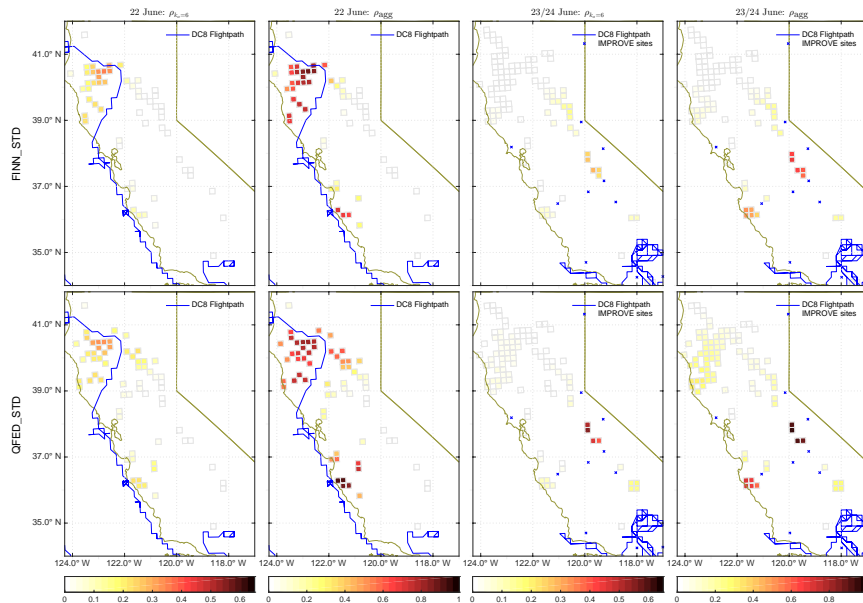 22 June: ρkₑ=6 22 June: ρagg 23/24 June: ρkₑ=6 23/24 June: ρagg
FINN_STD
41.0° N
39.0° N
37.0° N
35.0° N
DC8 Flightpath
DC8 Flightpath
DC8 Flightpath
IMPROVE sites
DC8 Flightpath
IMPROVE sites
QFED_STD
41.0° N
39.0° N
37.0° N
35.0° N
DC8 Flightpath
DC8 Flightpath
DC8 Flightpath
IMPROVE sites
DC8 Flightpath
IMPROVE sites
124.0° W 122.0° W 120.0° W 118.0° W 124.0° W 122.0° W 120.0° W 118.0° W 124.0° W 122.0° W 120.0° W 118.0° W 124.0° W 122.0° W 120.0° W 118.0° W
0 0.1 0.2 0.3 0.4 0.5 0.6 0 0.2 0.4 0.6 0.8 1 0 0.1 0.2 0.3 0.4 0.5 0.6 0 0.2 0.4 0.6 0.8